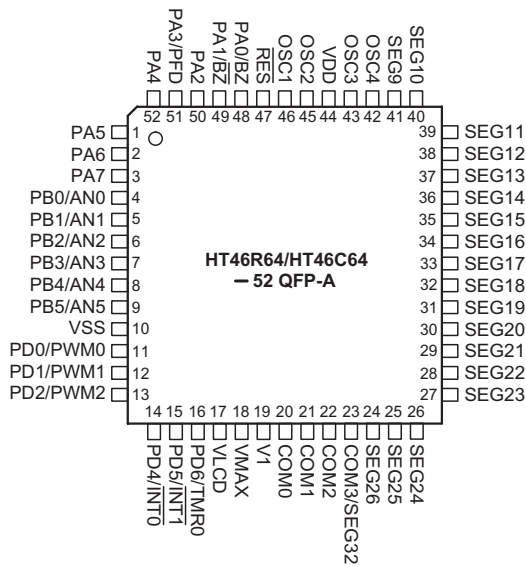 PA4
PA3/PFD
PA2
PA1/BZ
PA0/BZ
RES
OSC1
OSC2
VDD
OSC3
OSC4
SEG9
SEG10
52 51 50 49 48 47 46 45 44 43 42 41 40
PA5 1
PA6 2
PA7 3
PB0/AN0 4
PB1/AN1 5
PB2/AN2 6
PB3/AN3 7
PB4/AN4 8
PB5/AN5 9
VSS 10
PD0/PWM0 11
PD1/PWM1 12
PD2/PWM2 13
HT46R64/HT46C64
– 52 QFP-A
39 SEG11
38 SEG12
37 SEG13
36 SEG14
35 SEG15
34 SEG16
33 SEG17
32 SEG18
31 SEG19
30 SEG20
29 SEG21
28 SEG22
27 SEG23
14 15 16 17 18 19 20 21 22 23 24 25 26
PD4/INT0
PD5/INT1
PD6/TMR0
VLCD
VMAX
V1
COM0
COM1
COM2
COM3/SEG32
SEG26
SEG25
SEG24